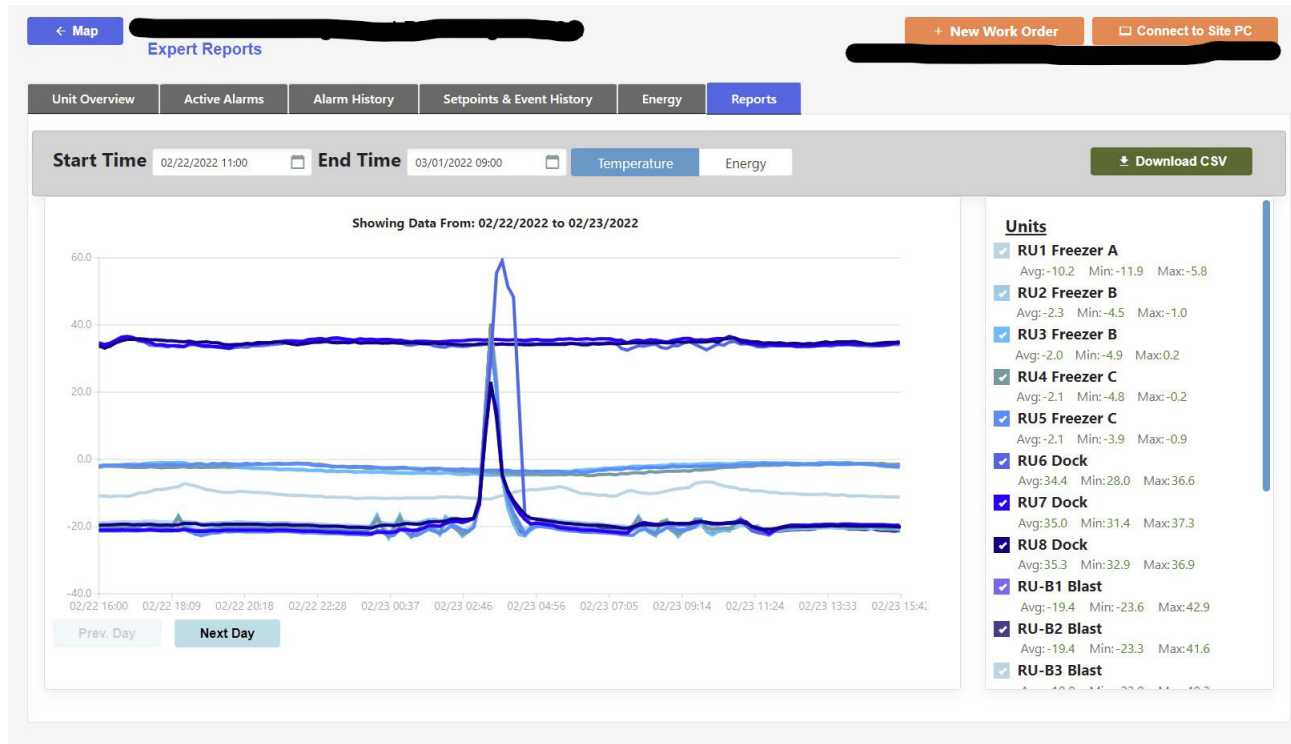 ← Map
Expert Reports
+ New Work Order
Connect to Site PC
Unit Overview Active Alarms Alarm History Setpoints & Event History Energy Reports
Start Time 02/22/2022 11:00 End Time 03/01/2022 09:00 Temperature Energy Download CSV
Showing Data From: 02/22/2022 to 02/23/2022
60.0
40.0
20.0
0.0
-20.0
-40.0
02/22 16:00 02/22 18:09 02/22 20:18 02/22 22:28 02/23 00:37 02/23 02:46 02/23 04:56 02/23 07:05 02/23 09:14 02/23 11:24 02/23 13:33 02/23 15:42
Prev. Day Next Day
Units
RU1 Freezer A
Avg:-10.2 Min:-11.9 Max:-5.8
RU2 Freezer B
Avg:-2.3 Min:-4.5 Max:-1.0
RU3 Freezer B
Avg:-2.0 Min:-4.9 Max:0.2
RU4 Freezer C
Avg:-2.1 Min:-4.8 Max:-0.2
RU5 Freezer C
Avg:-2.1 Min:-3.9 Max:-0.9
RU6 Dock
Avg:34.4 Min:28.0 Max:36.6
RU7 Dock
Avg:35.0 Min:31.4 Max:37.3
RU8 Dock
Avg:35.3 Min:32.9 Max:36.9
RU-B1 Blast
Avg:-19.4 Min:-23.6 Max:42.9
RU-B2 Blast
Avg:-19.4 Min:-23.3 Max:41.6
RU-B3 Blast